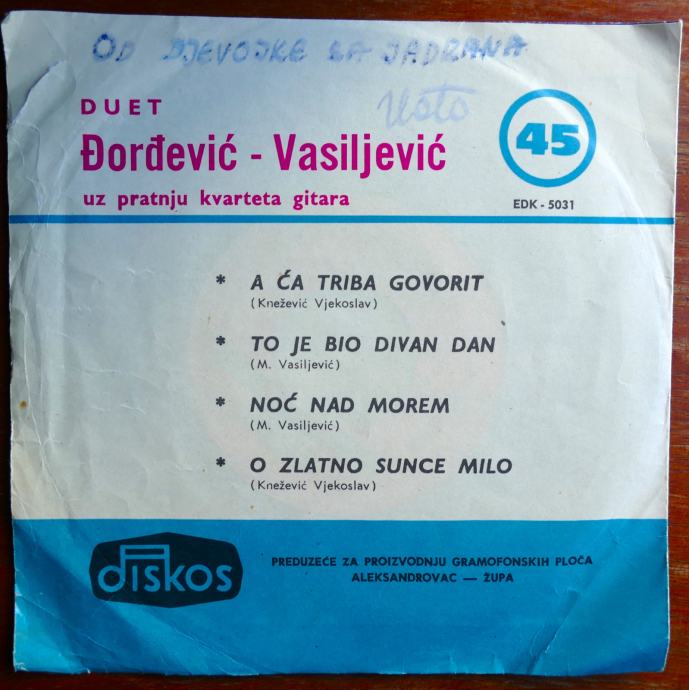 OD DJEVOJKE SA JADRANA
DUET
Đorđević - Vasiljević
45
uz pratnju kvarteta gitara
EDK - 5031
* A ĆA TRIBA GOVORIT
(Knežević Vjekoslav)
* TO JE BIO DIVAN DAN
(M. Vasiljević)
* NOĆ NAD MOREM
(M. Vasiljević)
* O ZLATNO SUNCE MILO
(Knežević Vjekoslav)
diskos
PREDUZEĆE ZA PROIZVODNJU GRAMOFONSKIH PLOČA
ALEKSANDROVAC — ŽUPA